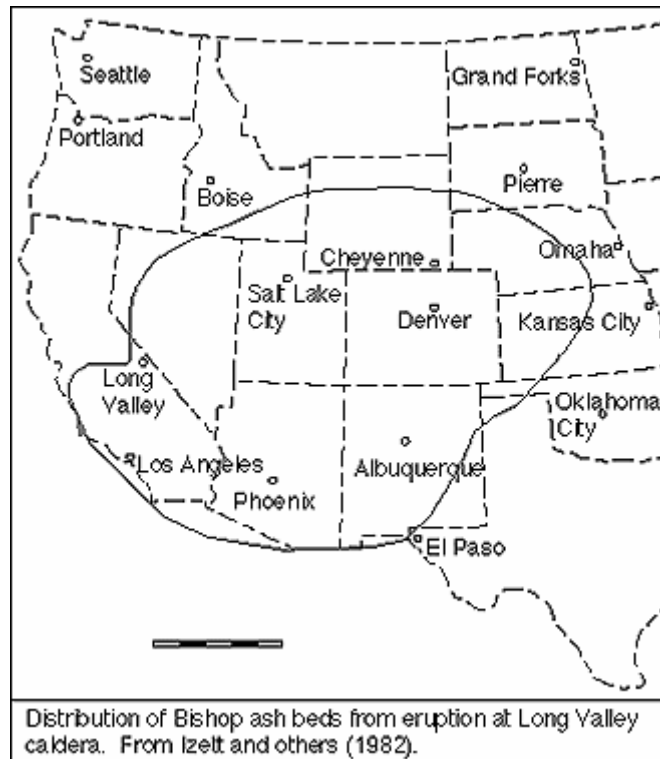 Seattle
Grand Forks
Portland
Boise
Pierre
Omaha
Cheyenne
Salt Lake
City
Denver
Kansas City
Long
Valley
Oklahoma
City
Los Angeles
Albuquerque
Phoenix
El Paso
Distribution of Bishop ash beds from eruption at Long Valley
caldera. From Izett and others (1982).